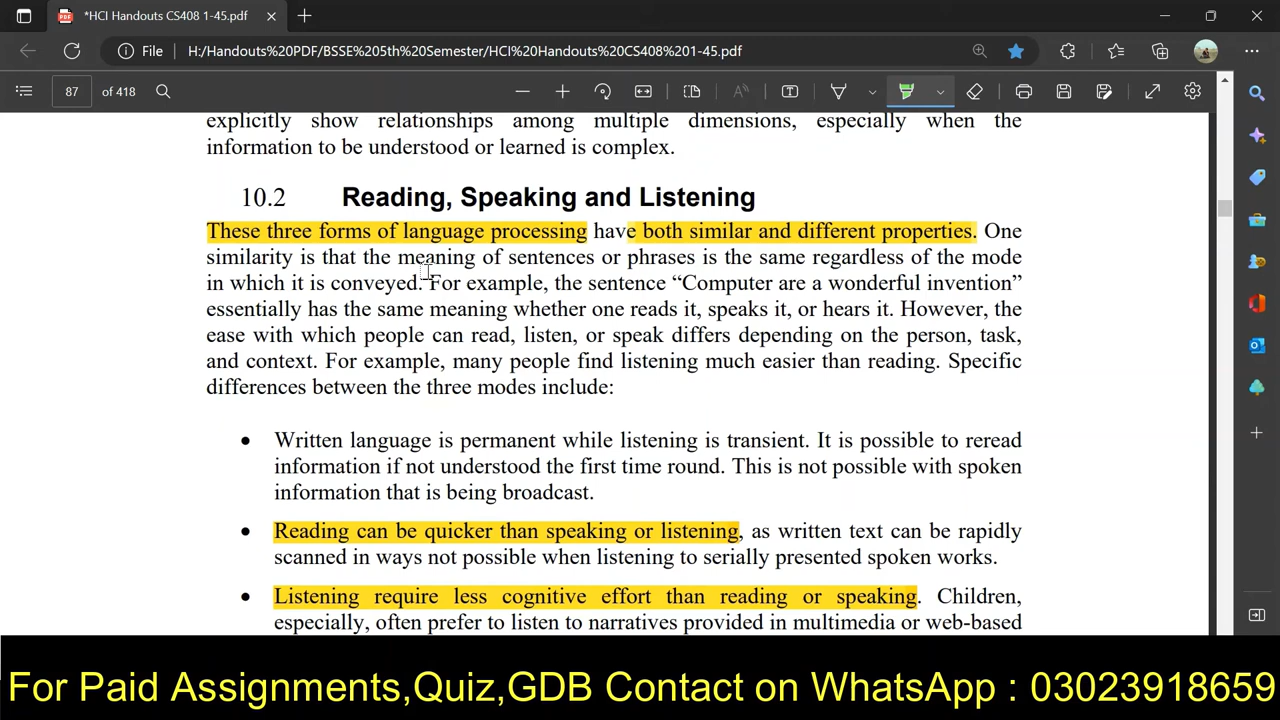 *HCI Handouts CS408 1-45.pdf
File H:/Handouts%20PDF/BSSE%205th%20Semester/HCI%20Handouts%20CS408%201-45.pdf
87 of 418
explicitly show relationships among multiple dimensions, especially when the
information to be understood or learned is complex.
10.2 Reading, Speaking and Listening
These three forms of language processing have both similar and different properties. One
similarity is that the meaning of sentences or phrases is the same regardless of the mode
in which it is conveyed. For example, the sentence “Computer are a wonderful invention”
essentially has the same meaning whether one reads it, speaks it, or hears it. However, the
ease with which people can read, listen, or speak differs depending on the person, task,
and context. For example, many people find listening much easier than reading. Specific
differences between the three modes include:
• Written language is permanent while listening is transient. It is possible to reread
information if not understood the first time round. This is not possible with spoken
information that is being broadcast.
• Reading can be quicker than speaking or listening, as written text can be rapidly
scanned in ways not possible when listening to serially presented spoken works.
• Listening require less cognitive effort than reading or speaking. Children,
especially, often prefer to listen to narratives provided in multimedia or web-based
For Paid Assignments,Quiz,GDB Contact on WhatsApp : 03023918659